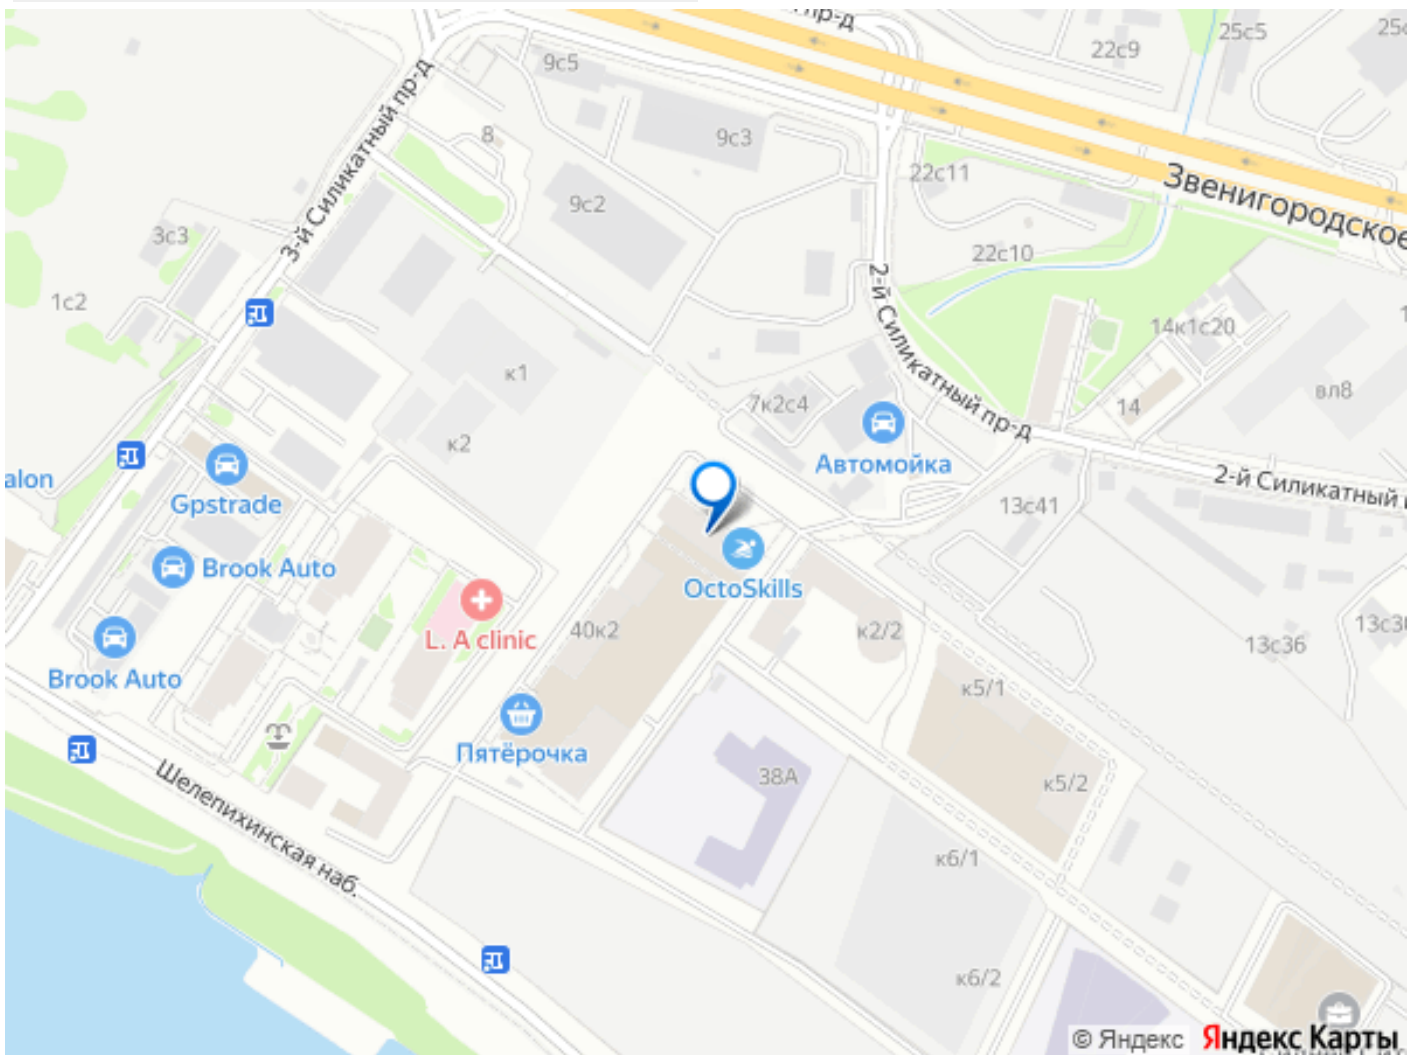 й пр-д
25с5
22с9
9с5
3-й Силикатный пр-д
8
9с3
22с11
Звенигородское
9с2
3с3
22с10
1с2
2-й Силикатный пр-д
14к1с20
к1
вл8
7к2с4
14
к2
Автомойка
alon
2-й Силикатный
Gpstrade
13с41
Brook Auto
OctoSkills
L. A clinic
40к2
к2/2
13с36
Brook Auto
к5/1
Пятёрочка
38А
к5/2
Шелепихинская наб.
к6/1
к6/2
© Яндекс Яндекс Карты